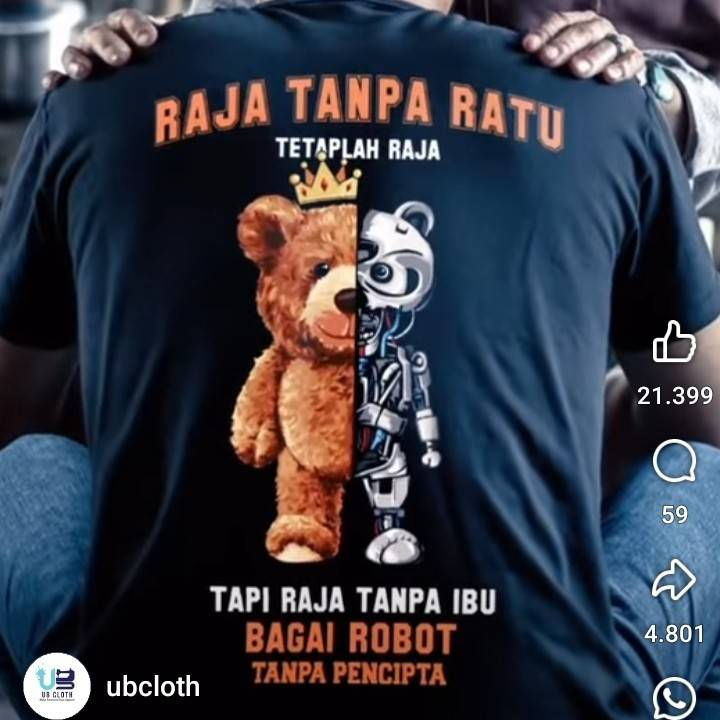 RAJA TANPA RATU
TETAPLAH RAJA
21.399
59
4.801
TAPI RAJA TANPA IBU
BAGAI ROBOT
TANPA PENCIPTA
UB CLOTH
ubcloth